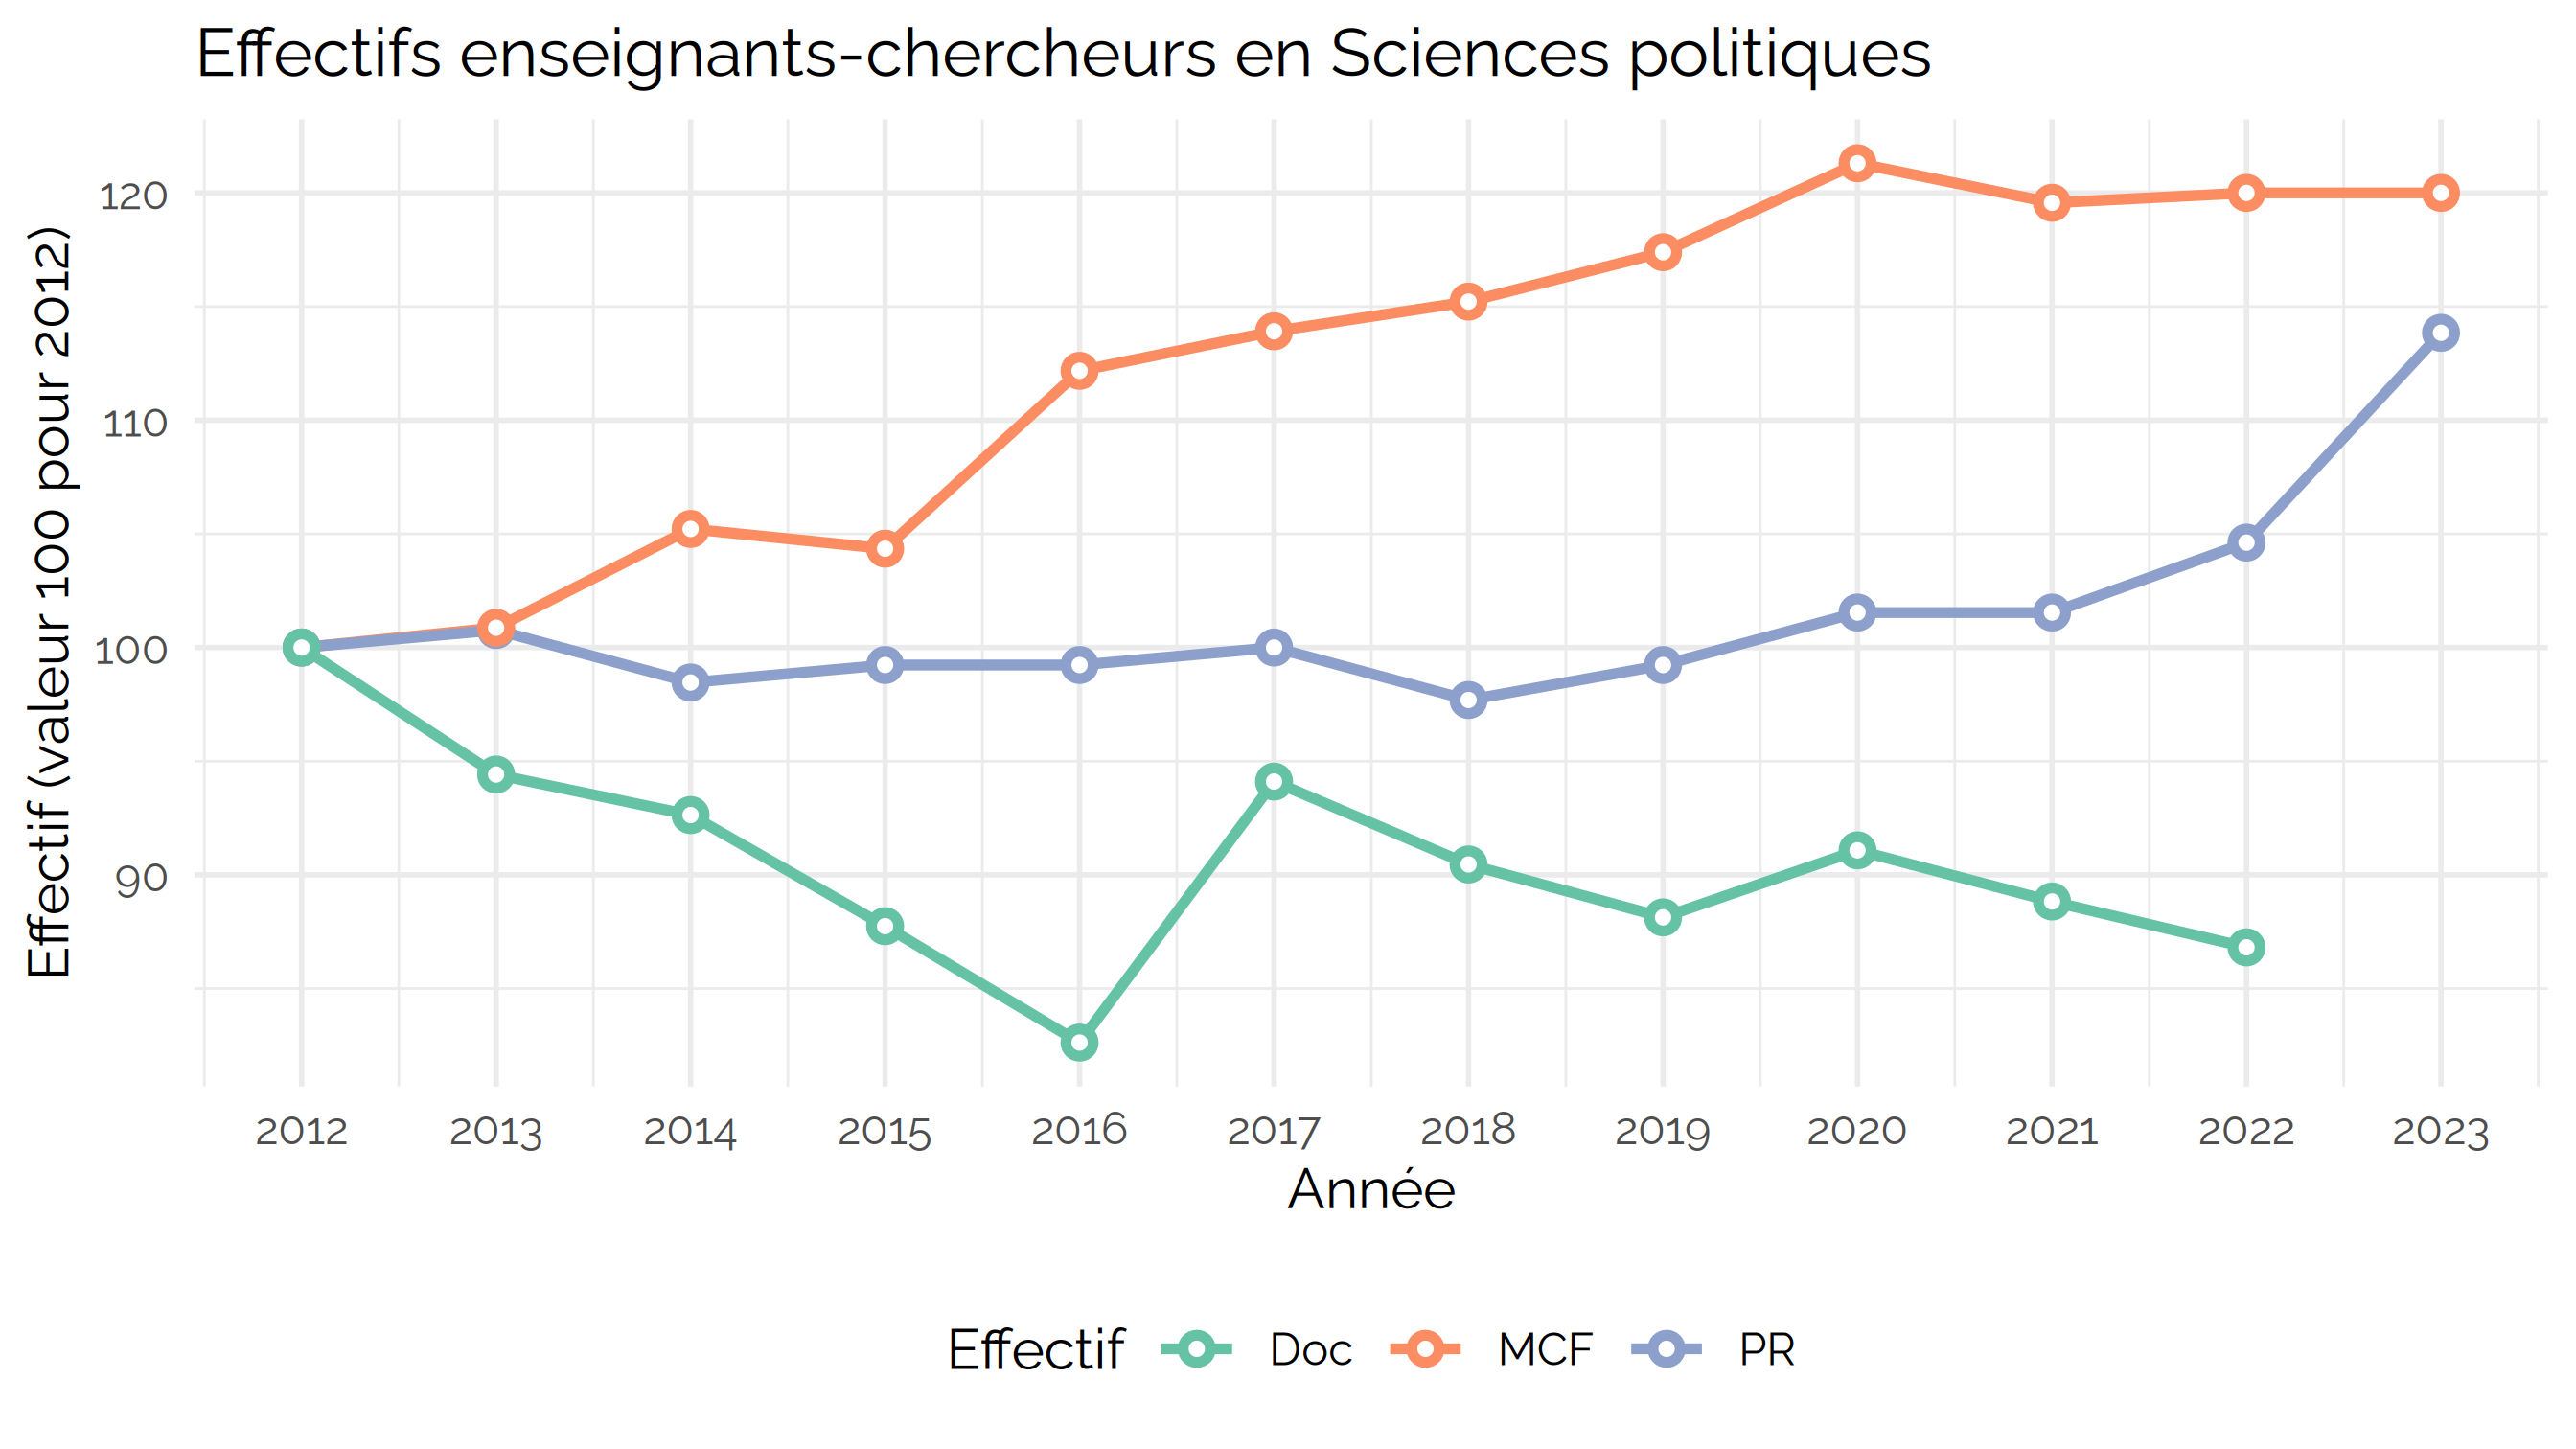 Effectifs enseignants-chercheurs en Sciences politiques
Effectif (valeur 100 pour 2012)
120
110
100
90
2012 2013 2014 2015 2016 2017 2018 2019 2020 2021 2022 2023
Année
Effectif Doc MCF PR